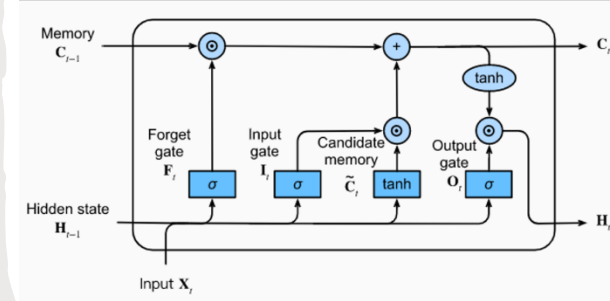 Memory
C_{t-1}
C_t
tanh
+
Forget
gate
F_t
Input
gate
I_t
Candidate
memory
C̃_t
Output
gate
O_t
σ
σ
tanh
σ
Hidden state
H_{t-1}
H_t
Input X_t